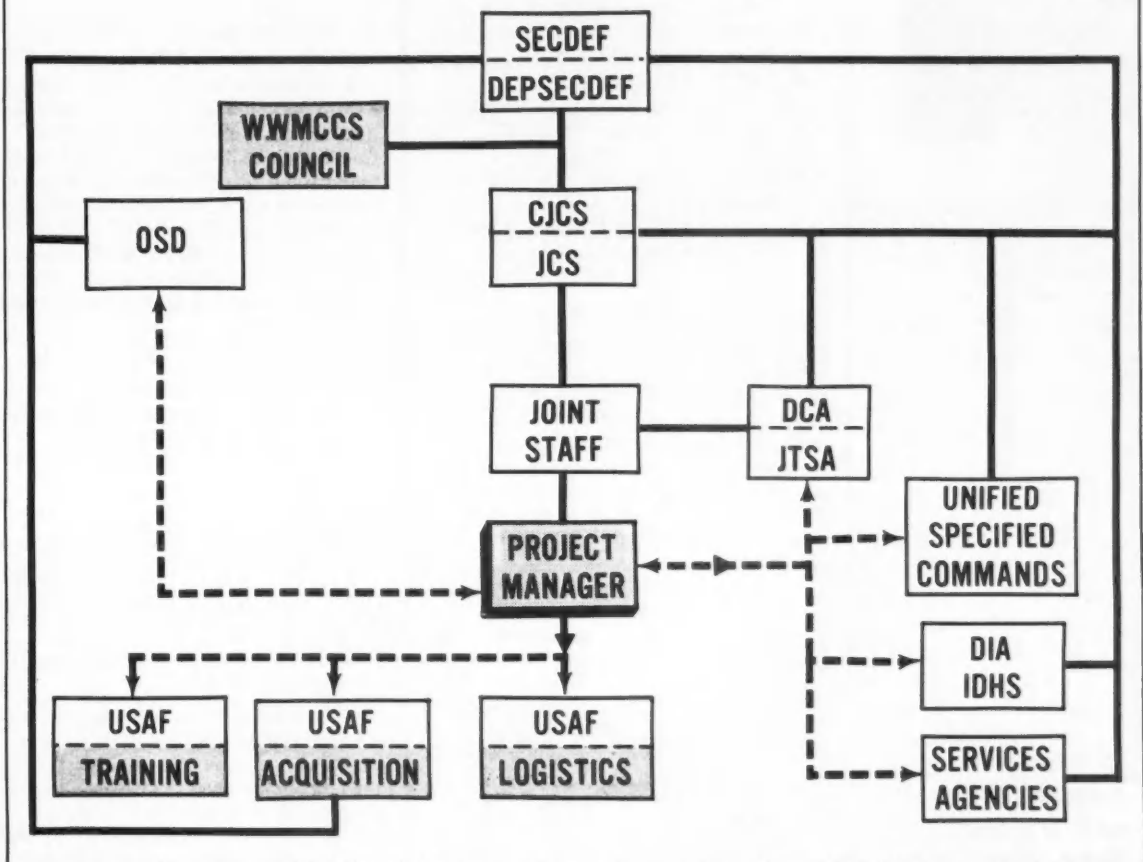 SECDEF
DEPSECDEF
W.WMCCS
COUNCIL
OSD
CJCS
JCS
JOINT
STAFF
DCA
JTSA
UNIFIED
SPECIFIED
COMMANDS
PROJECT
MANAGER
DIA
IDHS
USAF
TRAINING
USAF
ACQUISITION
USAF
LOGISTICS
SERVICES
AGENCIES